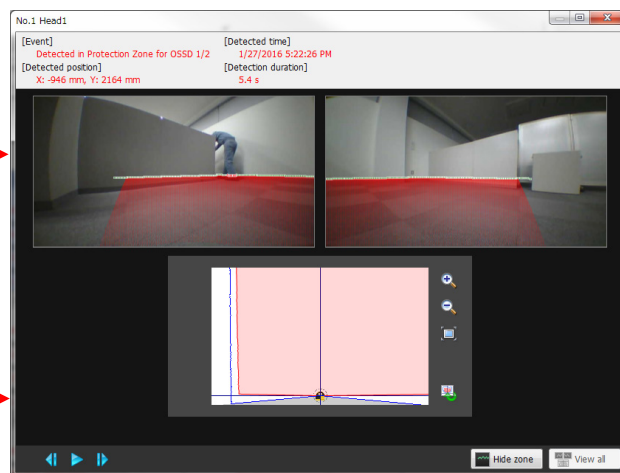 No.1 Head1
[Event]
Detected in Protection Zone for OSSD 1/2
[Detected time]
1/27/2016 5:22:26 PM
[Detected position]
X: -946 mm, Y: 2164 mm
[Detection duration]
5.4 s
Hide zone
View all